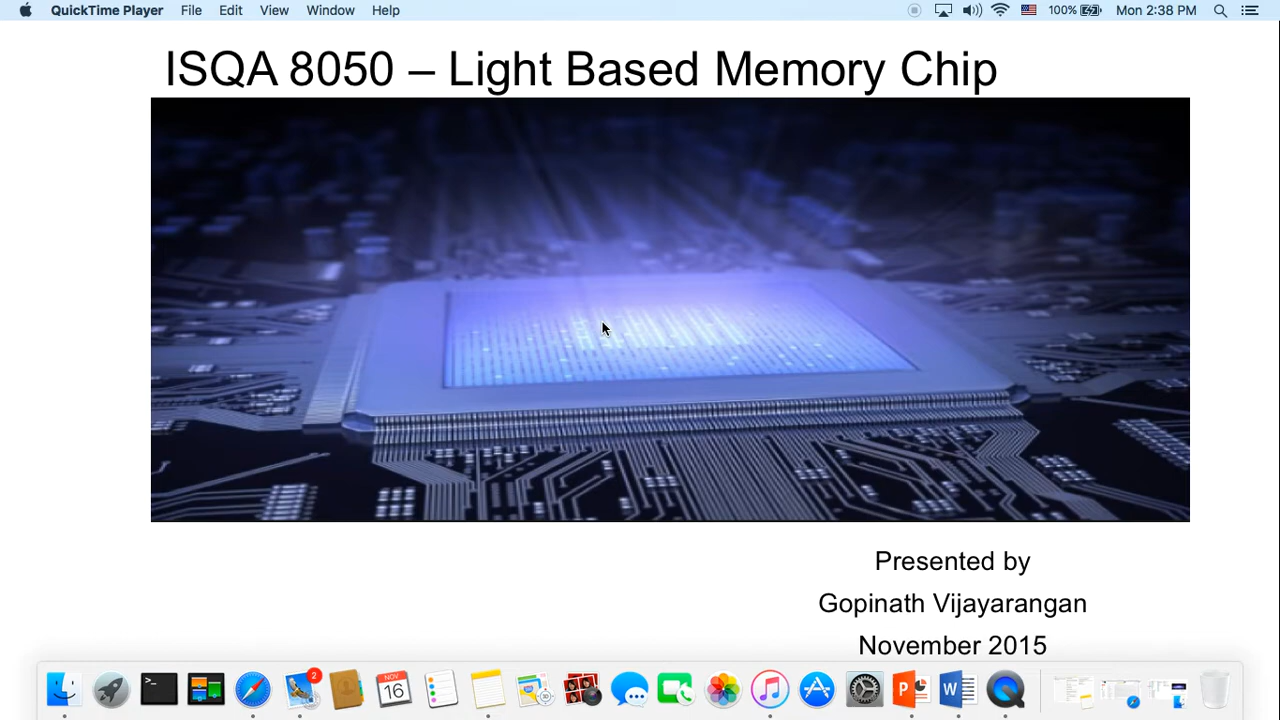 QuickTime Player File Edit View Window Help 100% Mon 2:38 PM
ISQA 8050 – Light Based Memory Chip
Presented by
Gopinath Vijayarangan
November 2015
2
NOV
16